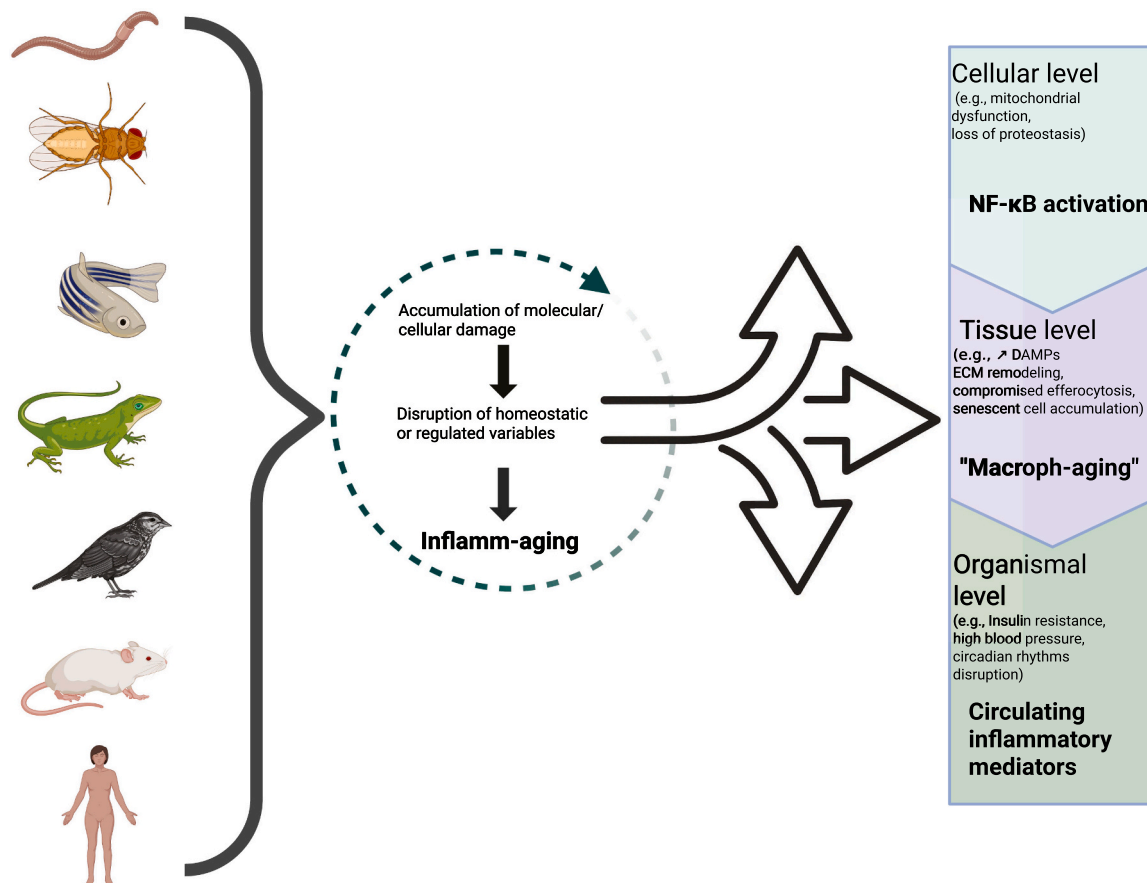 Accumulation of molecular/
cellular damage
Disruption of homeostatic
or regulated variables
Inflamm-aging
Cellular level
(e.g., mitochondrial
dysfunction,
loss of proteostasis)
NF-κB activation
Tissue level
(e.g., ↗ DAMPs
ECM remodeling,
compromised efferocytosis,
senescent cell accumulation)
"Macroph-aging"
Organismal
level
(e.g., Insulin resistance,
high blood pressure,
circadian rhythms
disruption)
Circulating
inflammatory
mediators